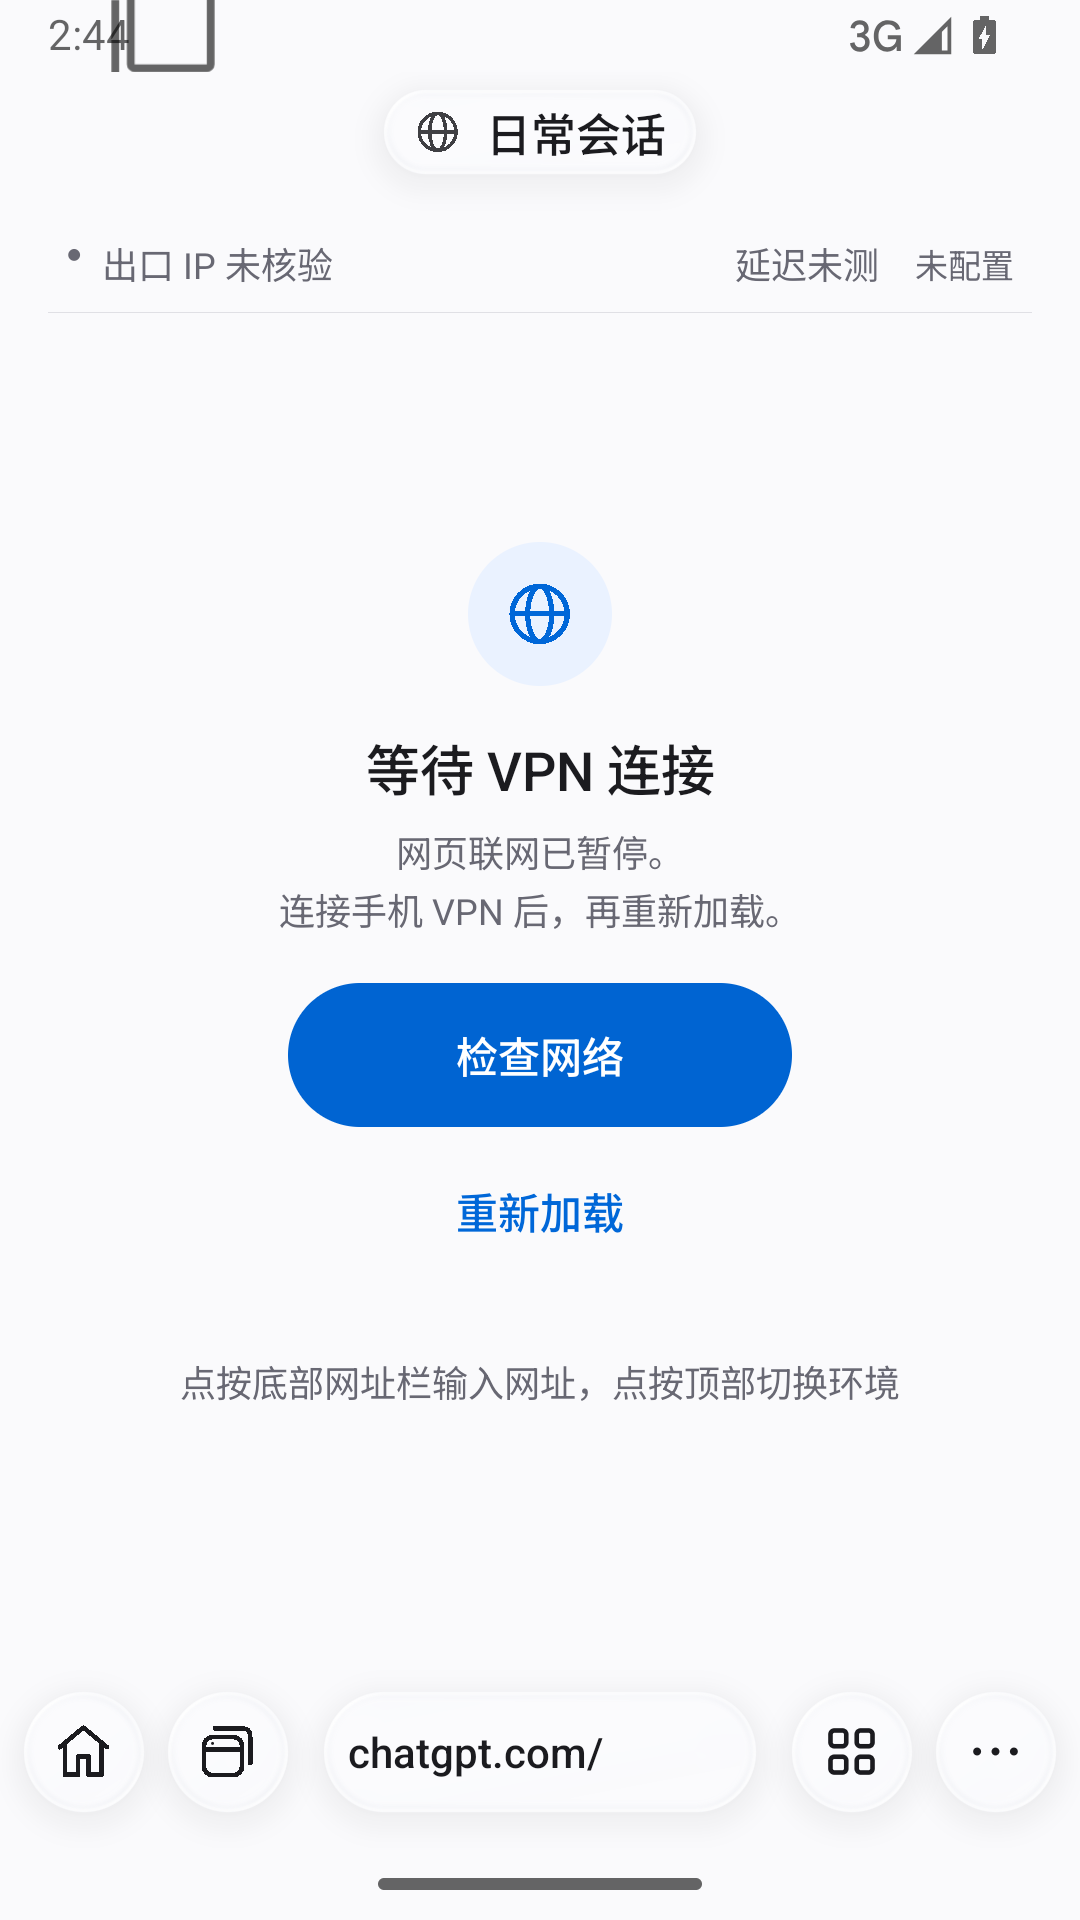 2:44
3G
日常会话
出口 IP 未核验
延迟未测 未配置
等待 VPN 连接
网页联网已暂停。
连接手机 VPN 后，再重新加载。
检查网络
重新加载
点按底部网址栏输入网址，点按顶部切换环境
chatgpt.com/